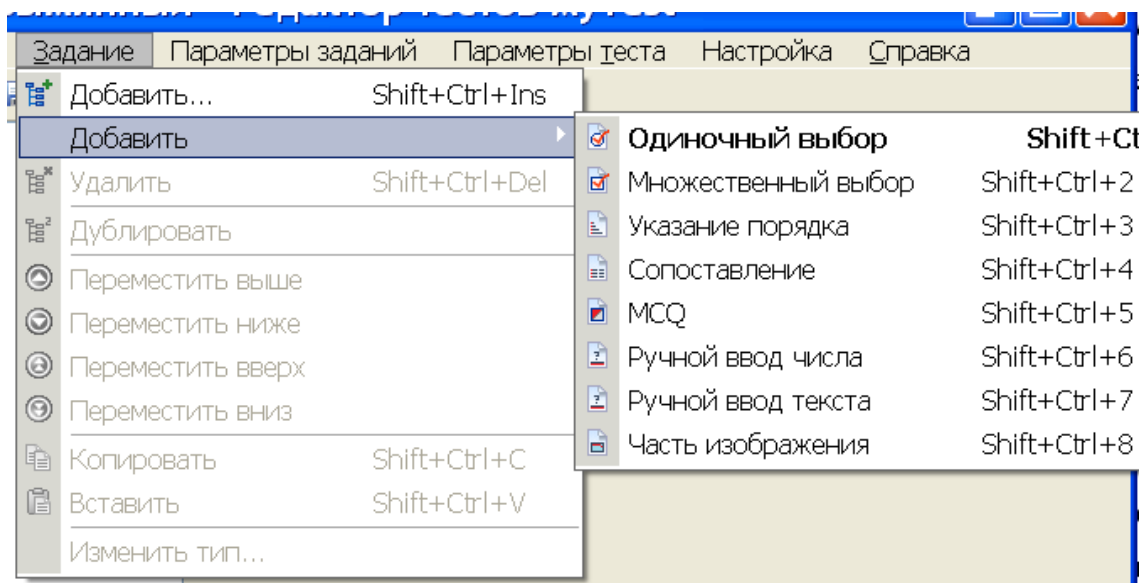 Задание Параметры заданий Параметры теста Настройка Справка
Добавить... Shift+Ctrl+Ins
Добавить
Удалить Shift+Ctrl+Del
Дублировать
Переместить выше
Переместить ниже
Переместить вверх
Переместить вниз
Копировать Shift+Ctrl+C
Вставить Shift+Ctrl+V
Изменить тип...
Одиночный выбор Shift+Ct
Множественный выбор Shift+Ctrl+2
Указание порядка Shift+Ctrl+3
Сопоставление Shift+Ctrl+4
MCQ Shift+Ctrl+5
Ручной ввод числа Shift+Ctrl+6
Ручной ввод текста Shift+Ctrl+7
Часть изображения Shift+Ctrl+8